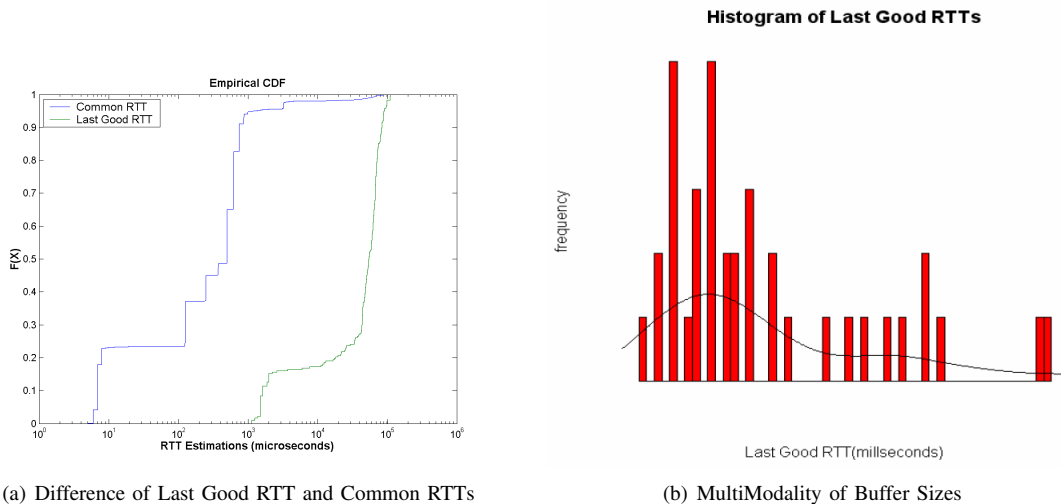 Empirical CDF
Common RTT
Last Good RTT
1
0.9
0.8
0.7
0.6
0.5
0.4
0.3
0.2
0.1
0
F(X)
10^0 10^1 10^2 10^3 10^4 10^5 10^6
RTT Estimations (microseconds)
(a) Difference of Last Good RTT and Common RTTs
Histogram of Last Good RTTs
frequency
Last Good RTT(millseconds)
(b) MultiModality of Buffer Sizes